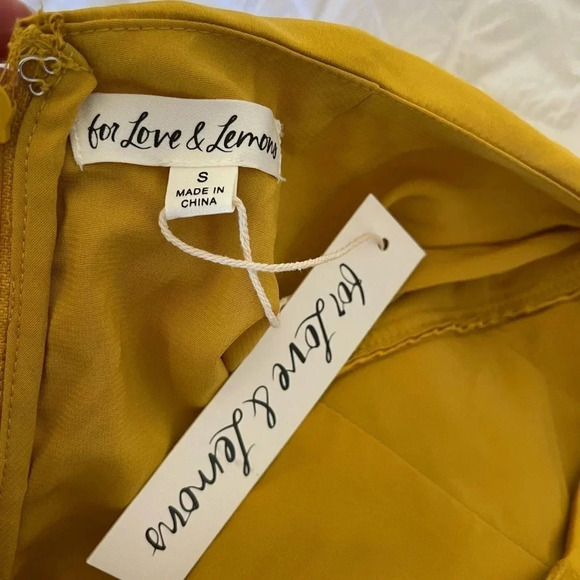 for Love & Lemons
S
MADE IN
CHINA
for Love & Lemons